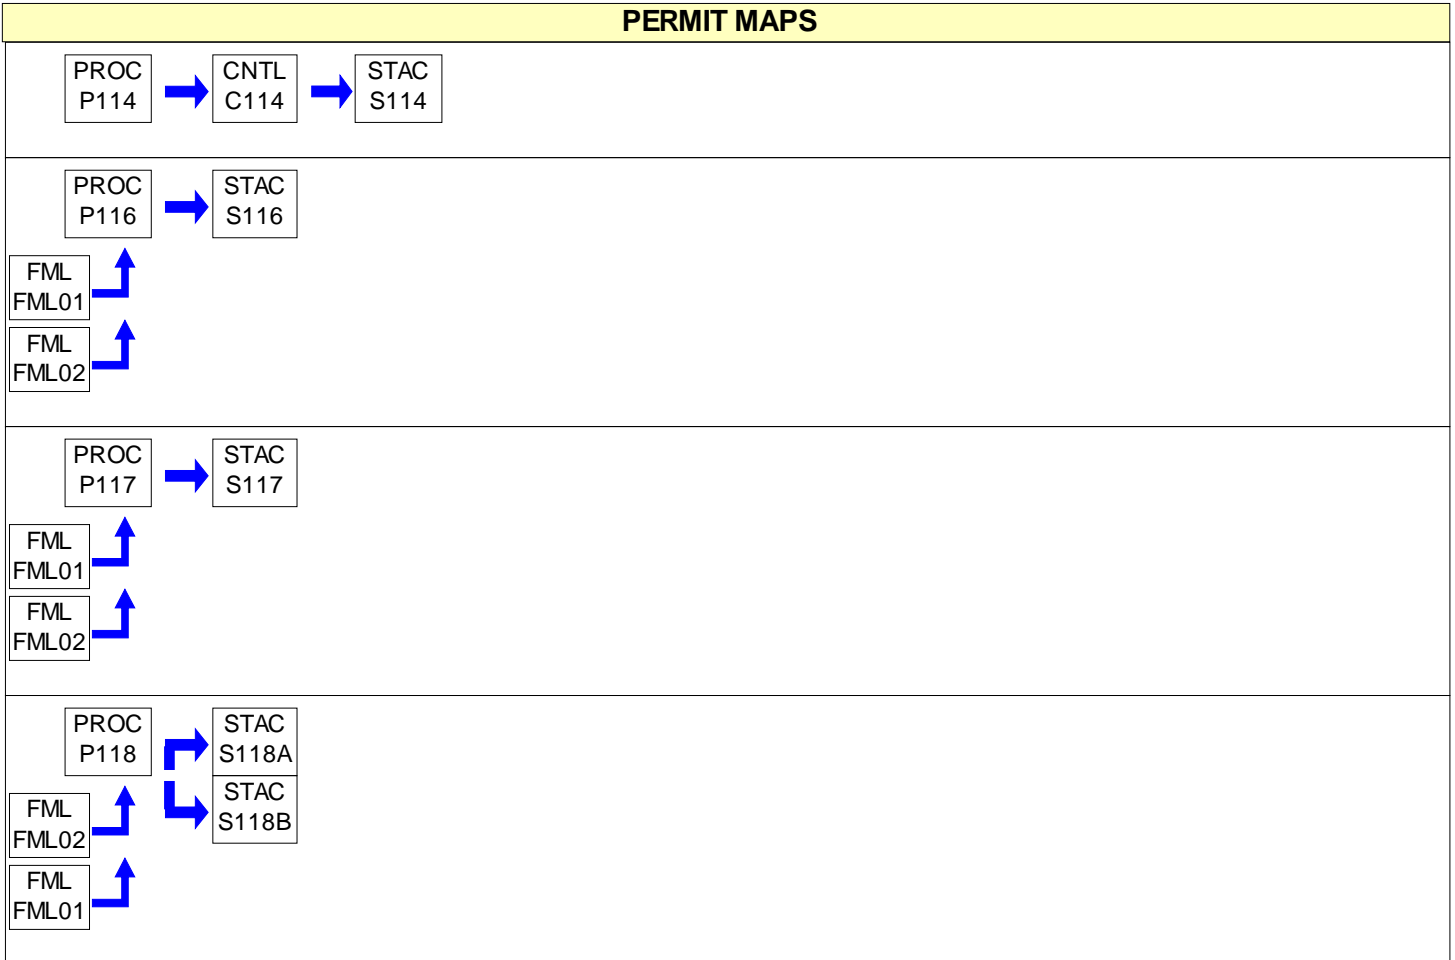 PERMIT MAPS
PROC
P114
CNTL
C114
STAC
S114
PROC
P116
STAC
S116
FML
FML01
FML
FML02
PROC
P117
STAC
S117
FML
FML01
FML
FML02
PROC
P118
STAC
S118A
STAC
S118B
FML
FML02
FML
FML01